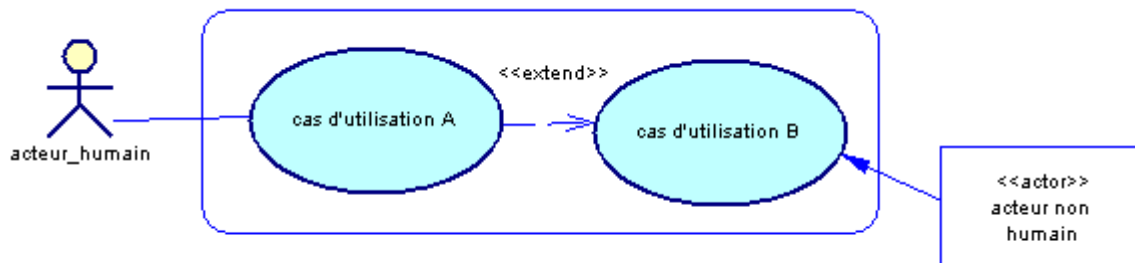 <<extend>>
cas d'utilisation A
cas d'utilisation B
acteur_humain
<<actor>>
acteur non
humain